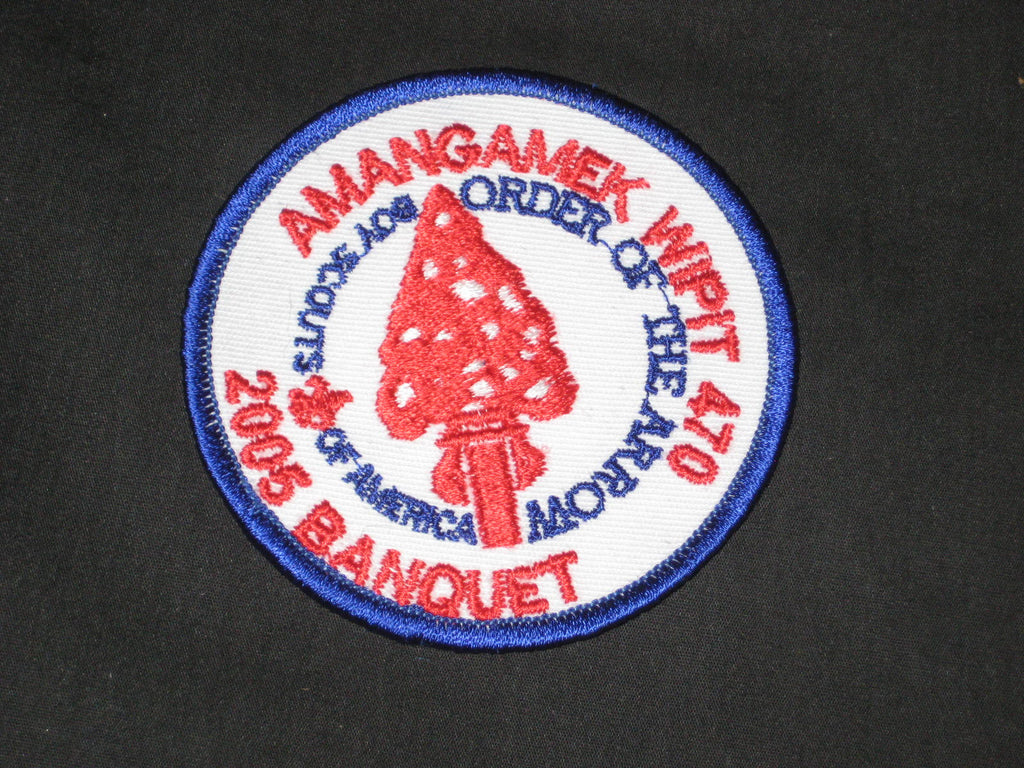 AMANGAMEK WIPIT 470
2005 BANQUET
BOY SCOUTS OF AMERICA
ORDER OF THE ARROW